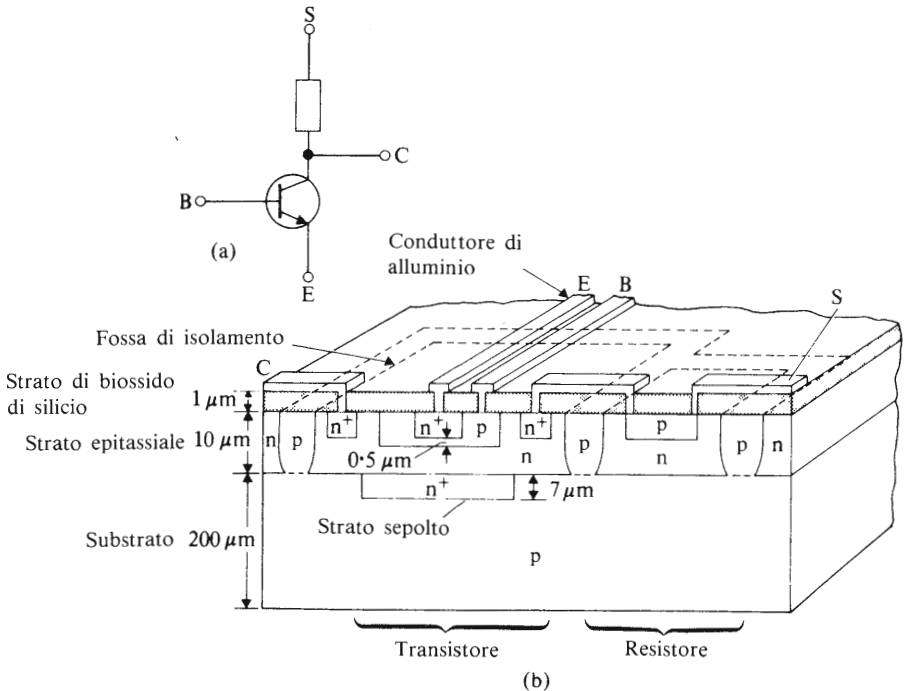 S
C
B
(a)
E
Conduttore di
alluminio
E B
S
Fossa di isolamento
C
Strato di biossido
di silicio
1 μm
Strato epitassiale 10 μm
n p n+ n+ p n+ p p p n
0·5 μm
n n
n+
7 μm
Strato sepolto
Substrato 200 μm
p
Transistore
Resistore
(b)